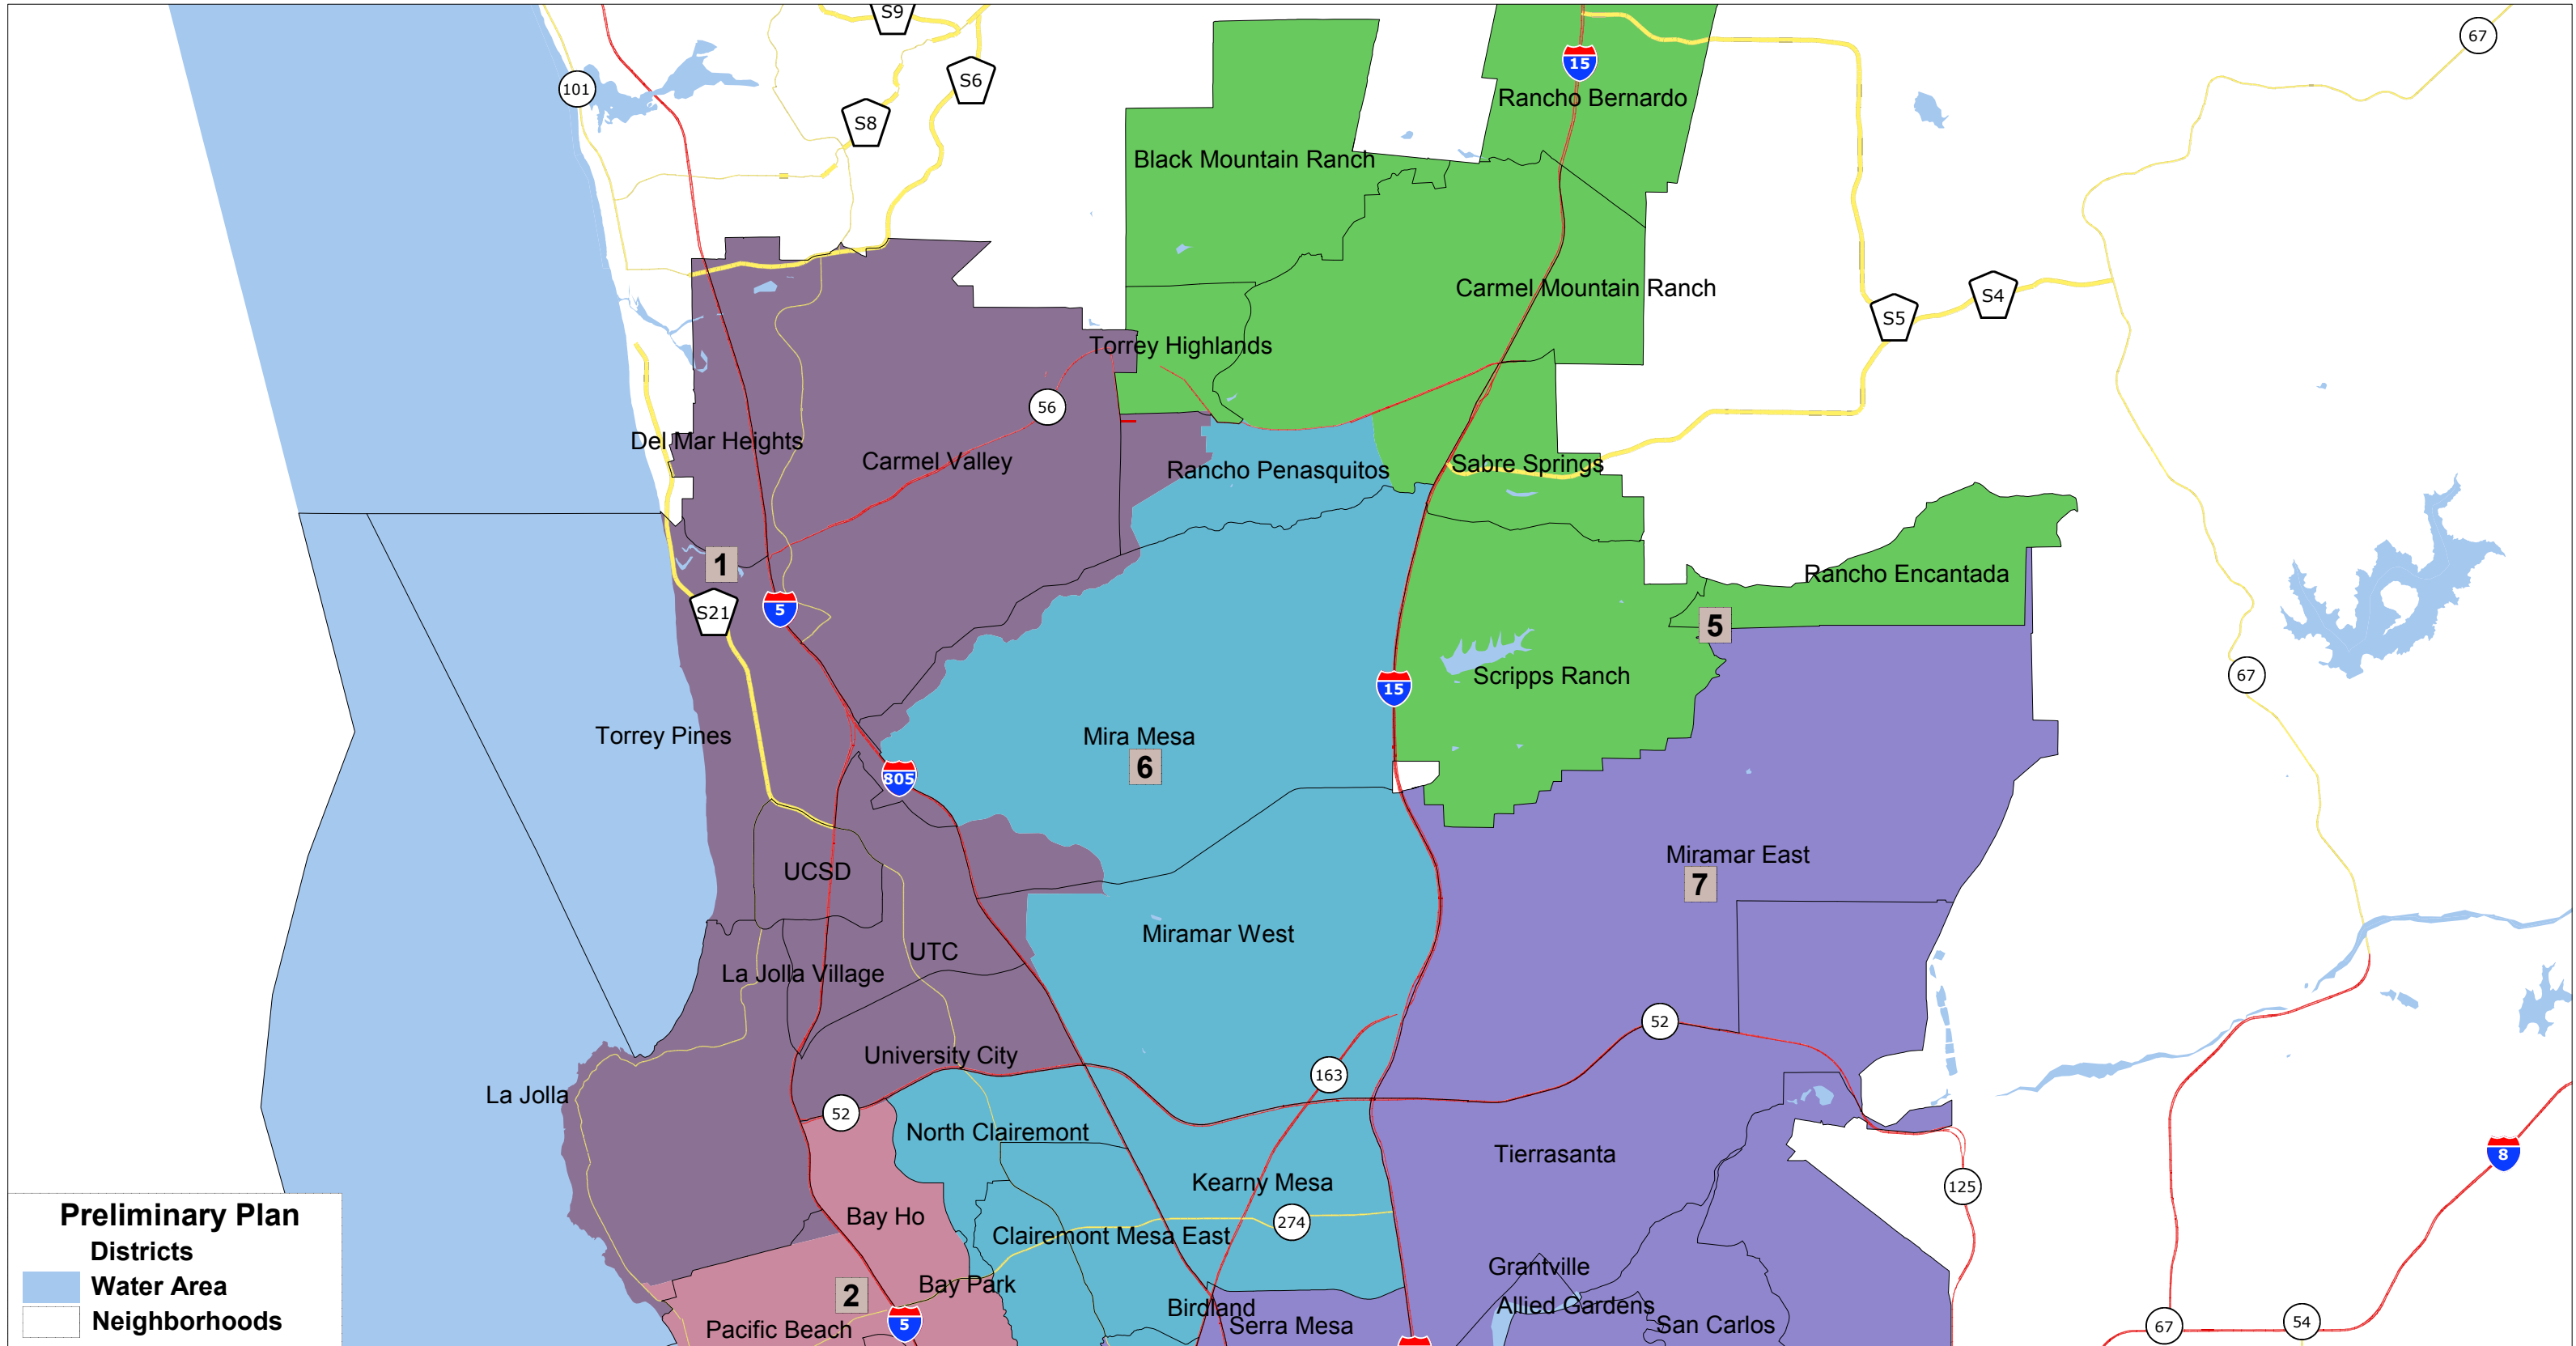 S9
67
15
S6
101
Rancho Bernardo
S8
Black Mountain Ranch
Carmel Mountain Ranch
S4
S5
Torrey Highlands
56
Del Mar Heights
Carmel Valley
Rancho Penasquitos
Sabre Springs
1
Rancho Encantada
5
S21
5
Scripps Ranch
67
15
Torrey Pines
Mira Mesa
6
805
Miramar East
UCSD
7
Miramar West
UTC
La Jolla Village
52
University City
163
La Jolla
52
North Clairemont
Tierrasanta
8
Kearny Mesa
125
Bay Ho
274
Clairemont Mesa East
Grantville
Bay Park
2
Birdland
Allied Gardens
5
Serra Mesa
San Carlos
67
54
Pacific Beach
Preliminary Plan
Districts
Water Area
Neighborhoods